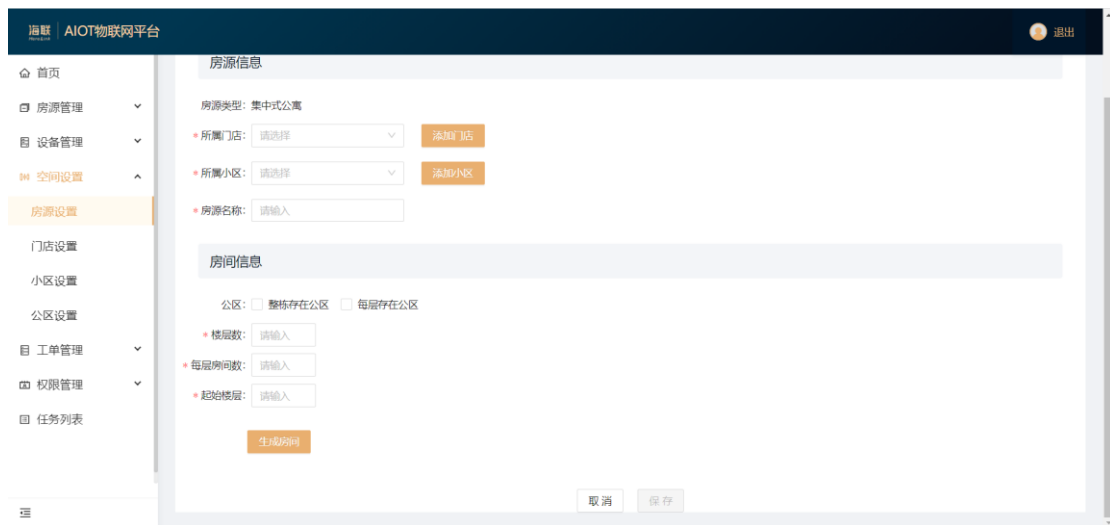 海联 AIOT物联网平台
退出
首页
房源管理
设备管理
空间设置
房源设置
门店设置
小区设置
公区设置
工单管理
权限管理
任务列表
房源信息
房源类型: 集中式公寓
* 所属门店: 请选择 添加门店
* 所属小区: 请选择 添加小区
* 房源名称: 请输入
房间信息
公区: 整栋存在公区 每层存在公区
* 楼层数: 请输入
* 每层房间数: 请输入
* 起始楼层: 请输入
生成房间
取消 保存